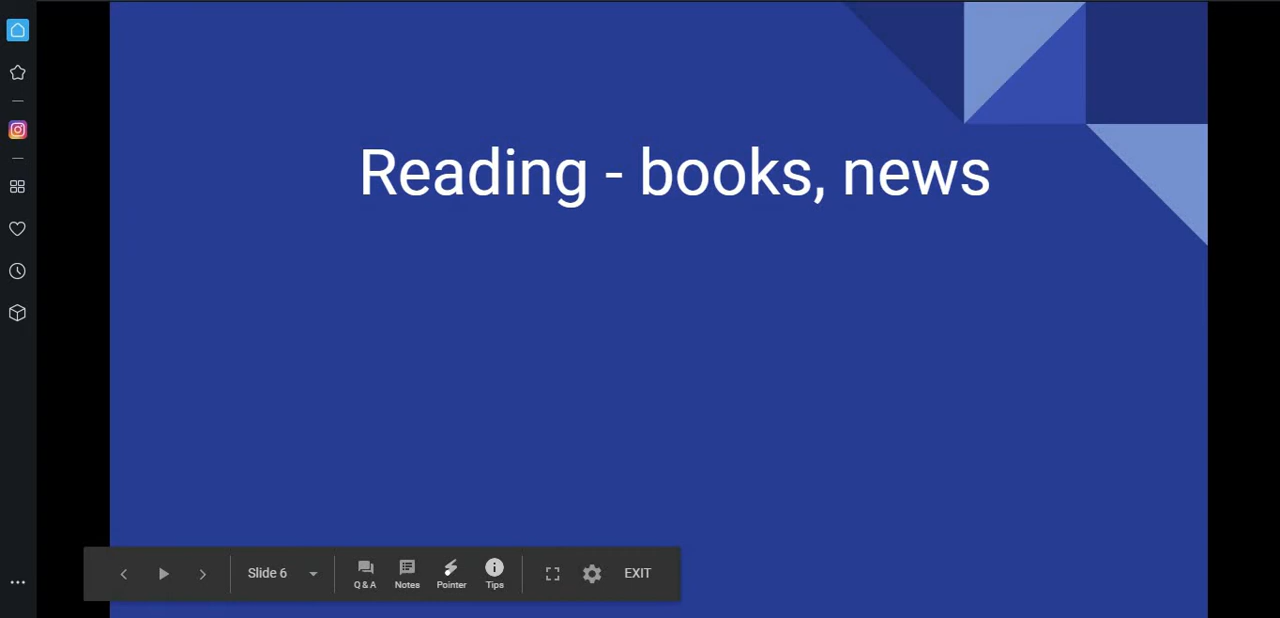 Reading - books, news
Slide 6
Q & A
Notes
Pointer
Tips
EXIT